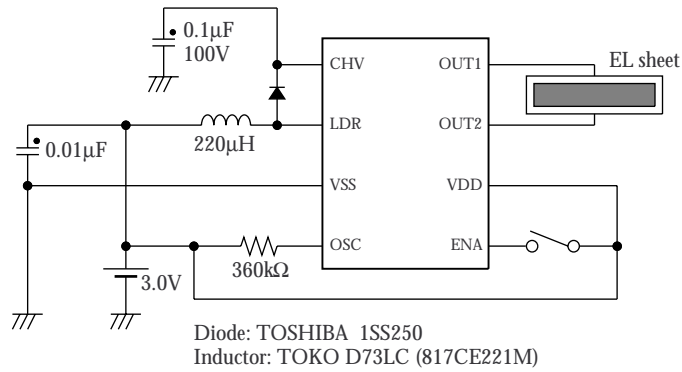 0.1μF
100V
CHV
OUT1
EL sheet
LDR
OUT2
220μH
0.01μF
VSS
VDD
OSC
ENA
360kΩ
3.0V
Diode: TOSHIBA 1SS250
Inductor: TOKO D73LC (817CE221M)